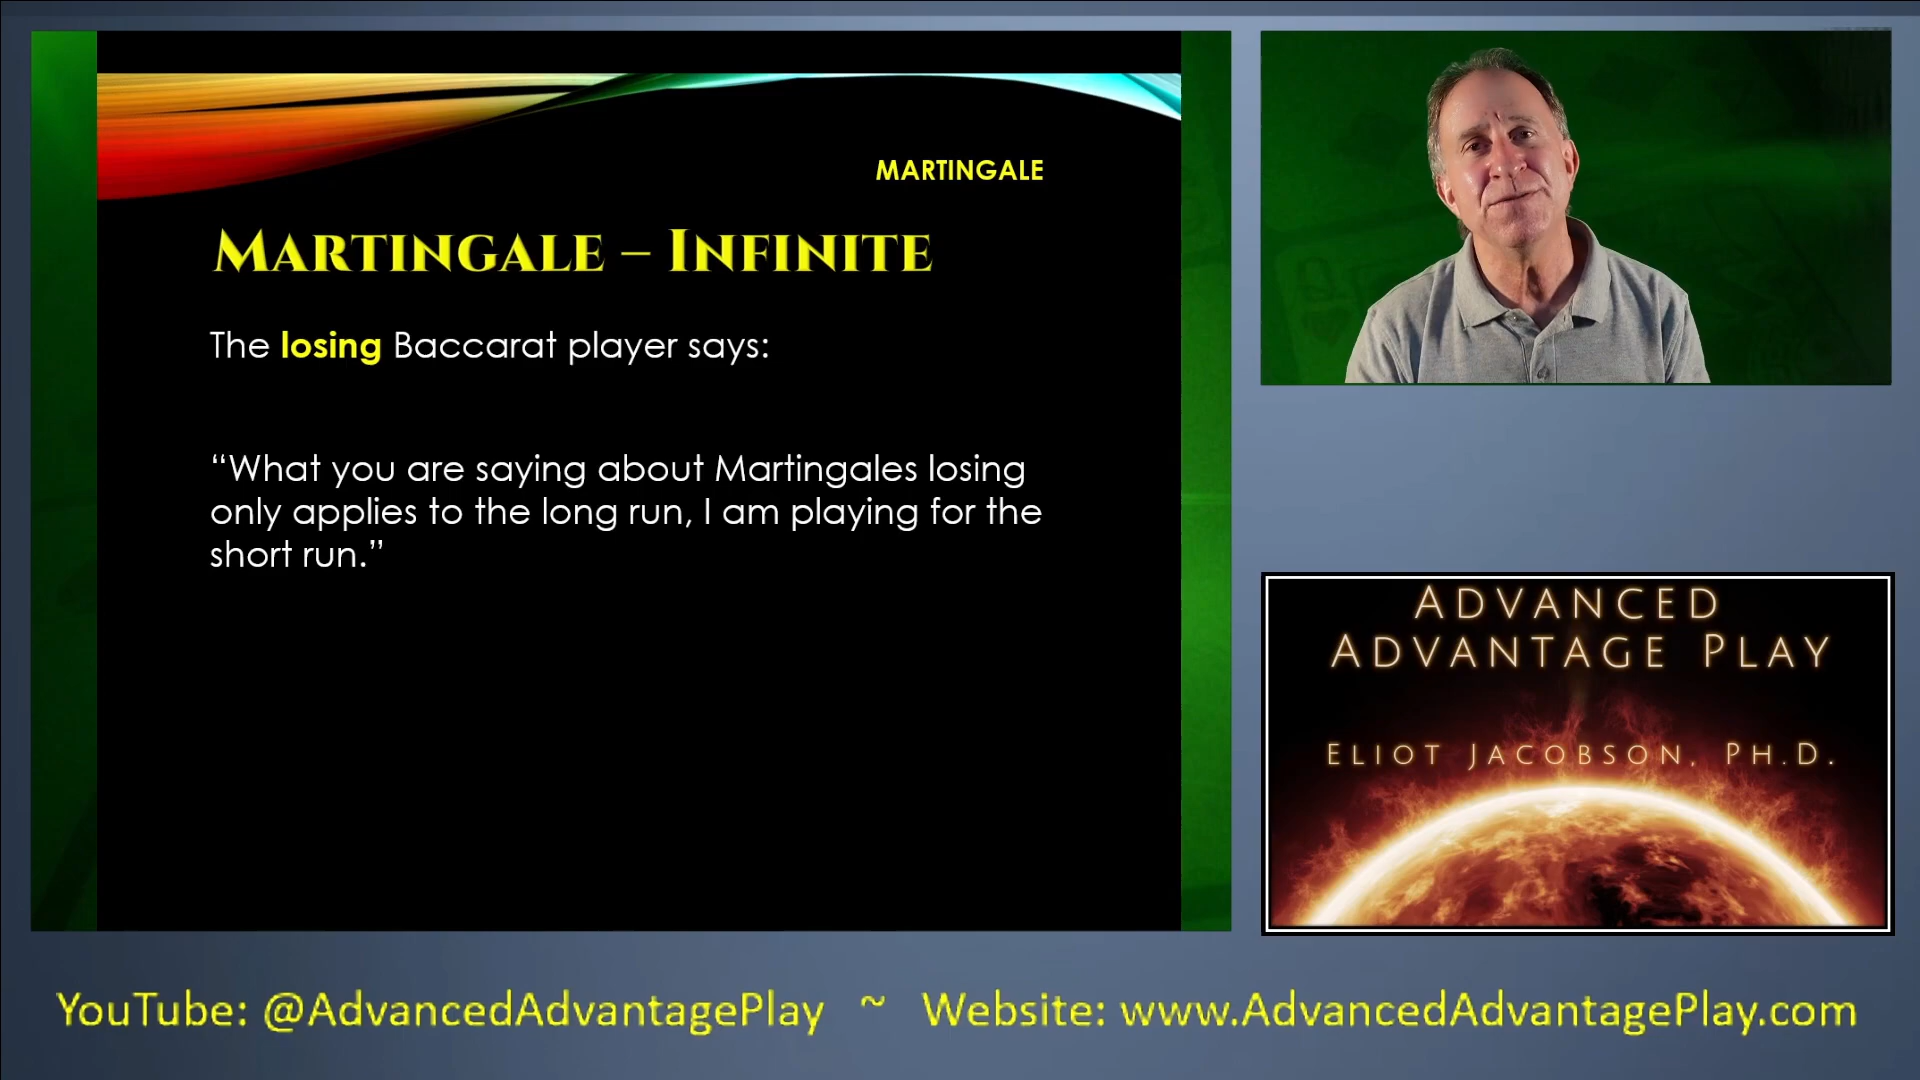 MARTINGALE
MARTINGALE – INFINITE
The losing Baccarat player says:
“What you are saying about Martingales losing
only applies to the long run, I am playing for the
short run.”
ADVANCED
ADVANTAGE PLAY
ELIOT JACOBSON, PH.D.
YouTube: @AdvancedAdvantagePlay ~ Website: www.AdvancedAdvantagePlay.com